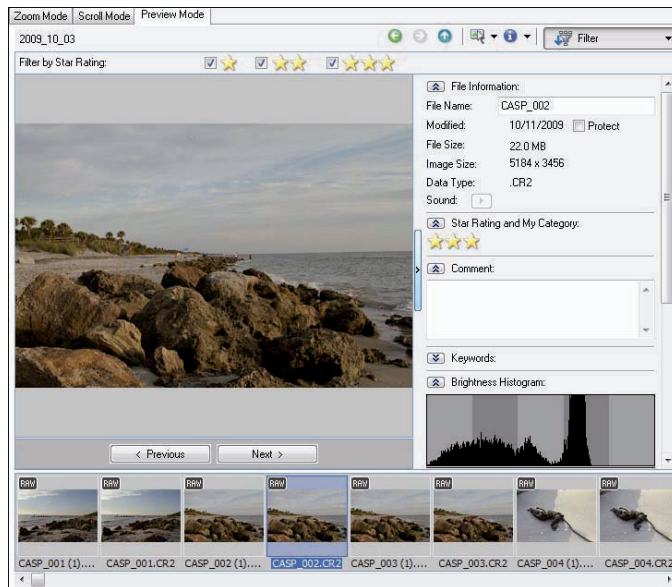 Zoom Mode Scroll Mode Preview Mode
2009_10_03 Filter
Filter by Star Rating:
File Information:
File Name: CASP_002
Modified: 10/11/2009 Protect
File Size: 22.0 MB
Image Size: 5184 x 3456
Data Type: .CR2
Sound:
Star Rating and My Category:
Comment:
Keywords:
Brightness Histogram:
< Previous Next >
RAW RAW RAW RAW RAW RAW RAW RAW
CASP_001 (1).... CASP_001.CR2 CASP_002 (1).... CASP_002.CR2 CASP_003 (1).... CASP_003.CR2 CASP_004 (1).... CASP_004.CR